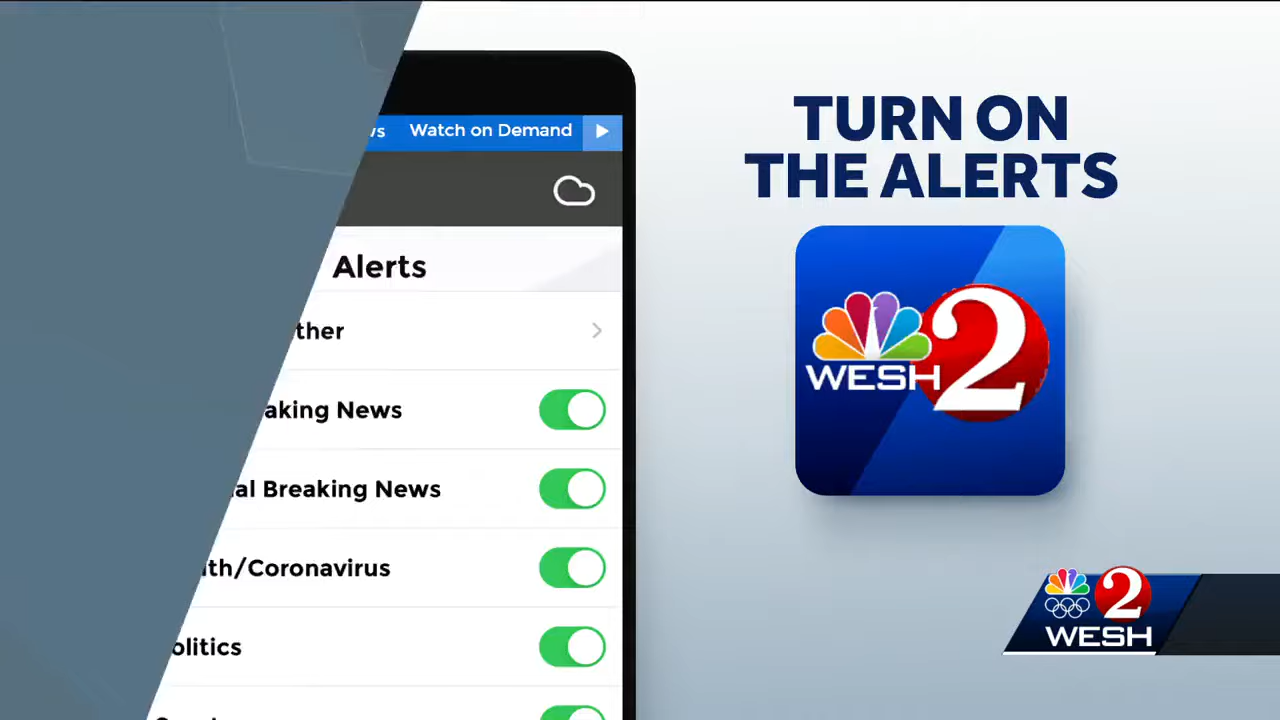 Watch on Demand
Alerts
ther
aking News
al Breaking News
th/Coronavirus
olitics
TURN ON
THE ALERTS
WESH 2
2
WESH